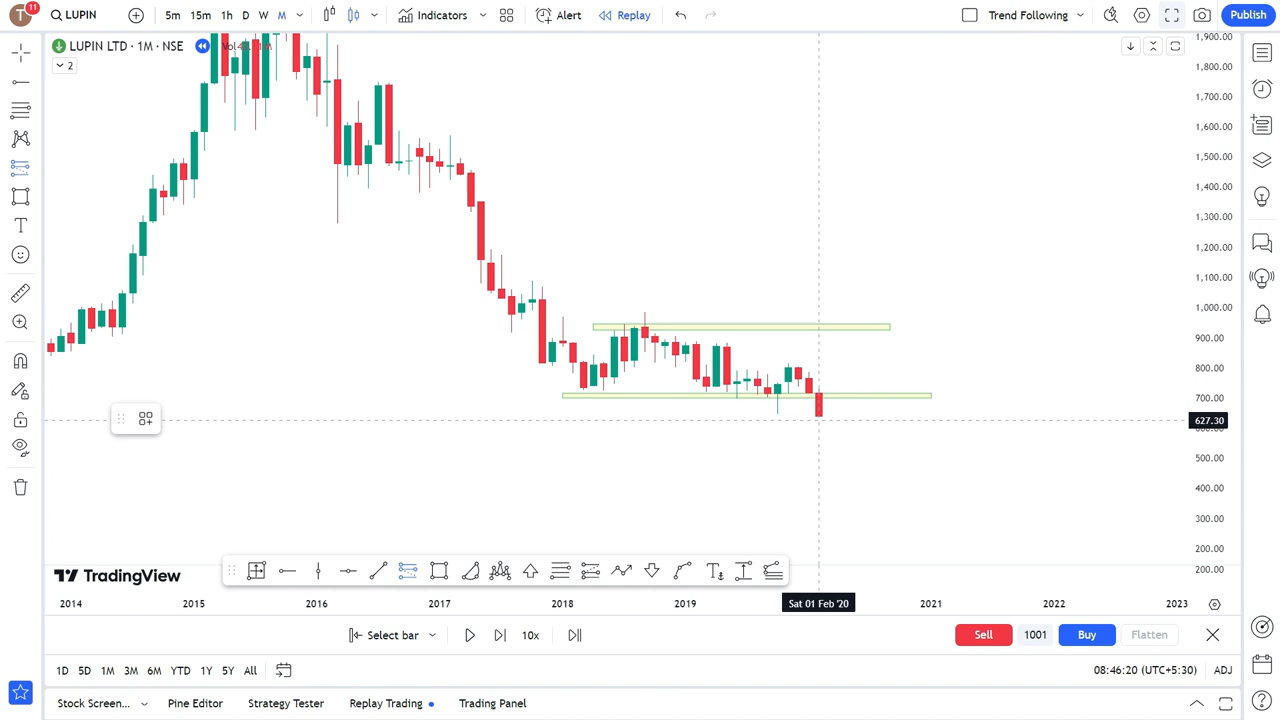 T 11 LUPIN 5m 15m 1h D W M Indicators Alert Replay Trend Following Publish
LUPIN LTD · 1M · NSE
2
1,900.00
1,800.00
1,700.00
1,600.00
1,500.00
1,400.00
1,300.00
1,200.00
1,100.00
1,000.00
900.00
800.00
700.00
627.30
500.00
400.00
300.00
200.00
200.00
TradingView
2014 2015 2016 2017 2018 2019 Sat 01 Feb '20 2021 2022 2023
Select bar 10x Sell 1001 Buy Flatten
1D 5D 1M 3M 6M YTD 1Y 5Y All 08:46:20 (UTC+5:30) ADJ
Stock Screen... Pine Editor Strategy Tester Replay Trading Trading Panel